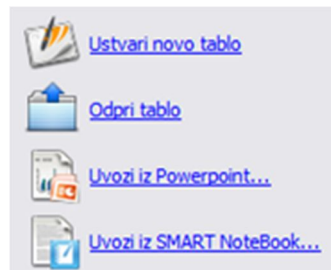 Ustvari novo tablo
Odpri tablo
Uvozi iz Powerpoint...
Uvozi iz SMART NoteBook...